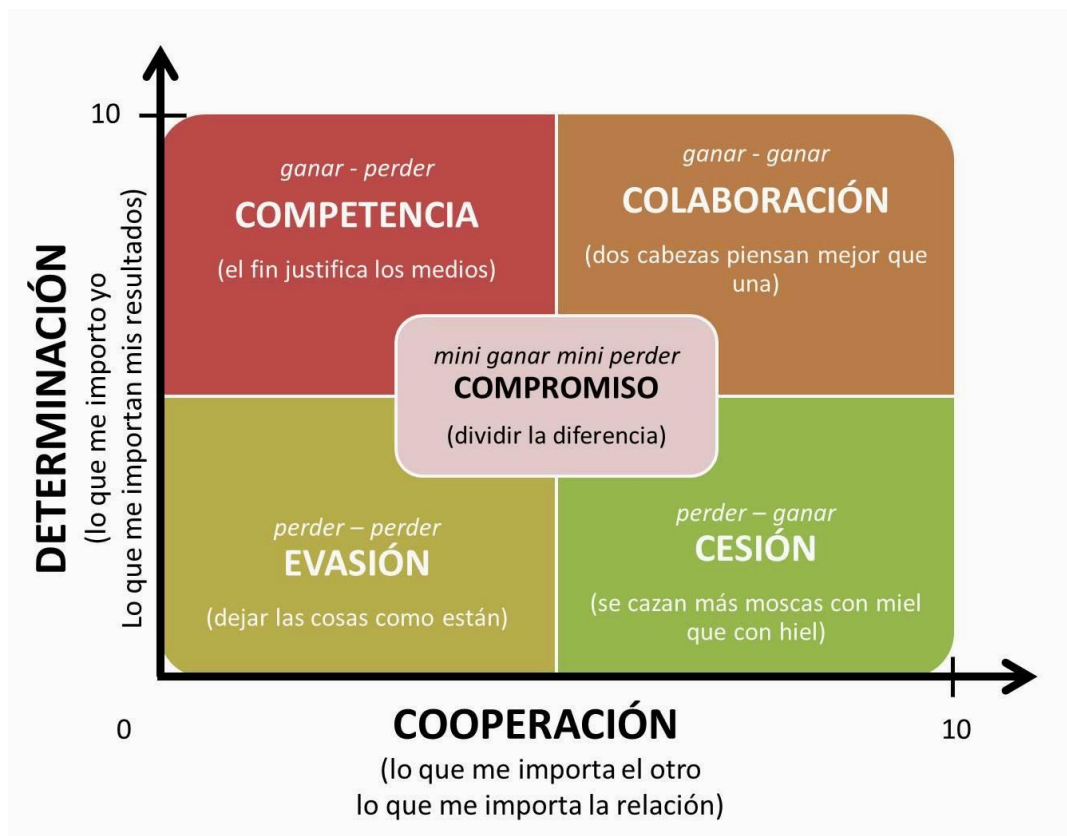 10
DETERMINACIÓN
(lo que me importo yo
Lo que me importan mis resultados)
ganar - perder
COMPETENCIA
(el fin justifica los medios)
ganar - ganar
COLABORACIÓN
(dos cabezas piensan mejor que
una)
mini ganar mini perder
COMPROMISO
(dividir la diferencia)
perder – perder
EVASIÓN
(dejar las cosas como están)
perder – ganar
CESIÓN
(se cazan más moscas con miel
que con hiel)
0
COOPERACIÓN
10
(lo que me importa el otro
lo que me importa la relación)